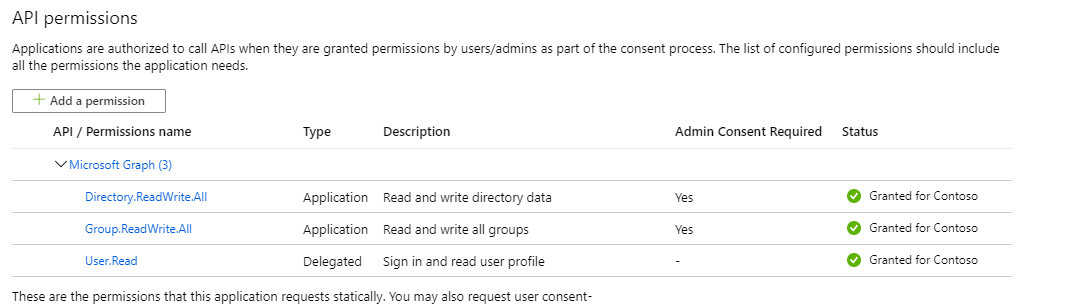 API permissions
Applications are authorized to call APIs when they are granted permissions by users/admins as part of the consent process. The list of configured permissions should include
all the permissions the application needs.
+ Add a permission
API / Permissions name Type Description Admin Consent Required Status
Microsoft Graph (3)
Directory.ReadWrite.All Application Read and write directory data Yes Granted for Contoso
Group.ReadWrite.All Application Read and write all groups Yes Granted for Contoso
User.Read Delegated Sign in and read user profile - Granted for Contoso
These are the permissions that this application requests statically. You may also request user consent-